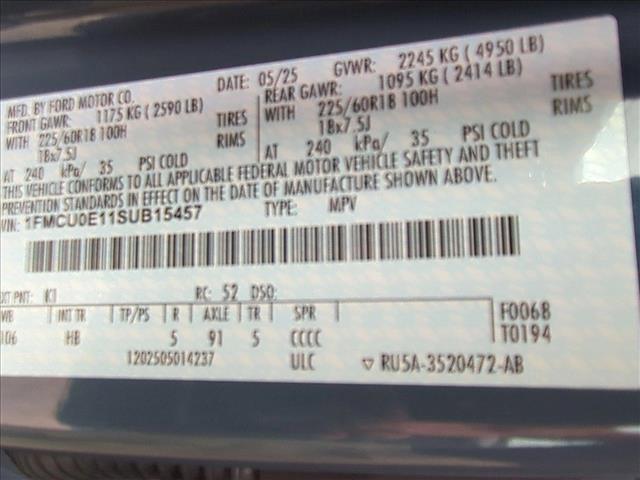 MFD. BY FORD MOTOR CO. DATE: 05/25 GVWR: 2245 KG ( 4950 LB)
FRONT GAWR: 1175 KG ( 2590 LB) REAR GAWR: 1095 KG ( 2414 LB)
WITH 225/60R18 100H TIRES WITH 225/60R18 100H TIRES
18x7.5J RIMS 18x7.5J RIMS
AT 240 kPa/ 35 PSI COLD AT 240 kPa/ 35 PSI COLD
THIS VEHICLE CONFORMS TO ALL APPLICABLE FEDERAL MOTOR VEHICLE SAFETY AND THEFT
PREVENTION STANDARDS IN EFFECT ON THE DATE OF MANUFACTURE SHOWN ABOVE.
VIN: 1FMCU0E11SUB15457 TYPE: MPV
PNT: K1 RC: 52 DSO:
WB INT TR TP/PS R AXLE TR SPR F0068
106 HB 5 91 5 CCCC T0194
1202505014237 ULC ▽ RU5A-3520472-AB